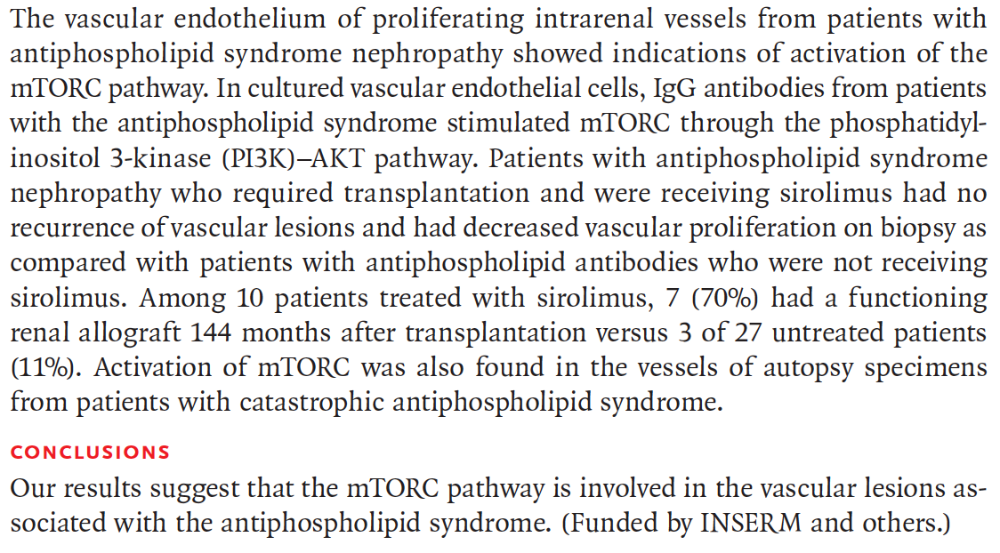 The vascular endothelium of proliferating intrarenal vessels from patients with
antiphospholipid syndrome nephropathy showed indications of activation of the
mTORC pathway. In cultured vascular endothelial cells, IgG antibodies from patients
with the antiphospholipid syndrome stimulated mTORC through the phosphatidyl-
inositol 3-kinase (PI3K)–AKT pathway. Patients with antiphospholipid syndrome
nephropathy who required transplantation and were receiving sirolimus had no
recurrence of vascular lesions and had decreased vascular proliferation on biopsy as
compared with patients with antiphospholipid antibodies who were not receiving
sirolimus. Among 10 patients treated with sirolimus, 7 (70%) had a functioning
renal allograft 144 months after transplantation versus 3 of 27 untreated patients
(11%). Activation of mTORC was also found in the vessels of autopsy specimens
from patients with catastrophic antiphospholipid syndrome.
CONCLUSIONS
Our results suggest that the mTORC pathway is involved in the vascular lesions as-
sociated with the antiphospholipid syndrome. (Funded by INSERM and others.)